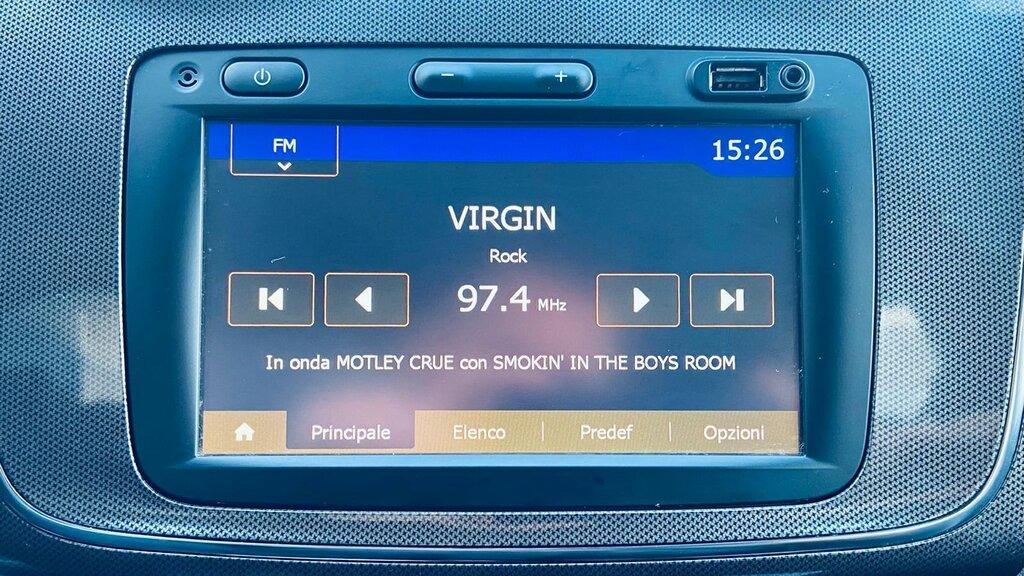 FM
15:26
VIRGIN
Rock
97.4 MHz
In onda MOTLEY CRUE con SMOKIN' IN THE BOYS ROOM
Principale Elenco Predef Opzioni